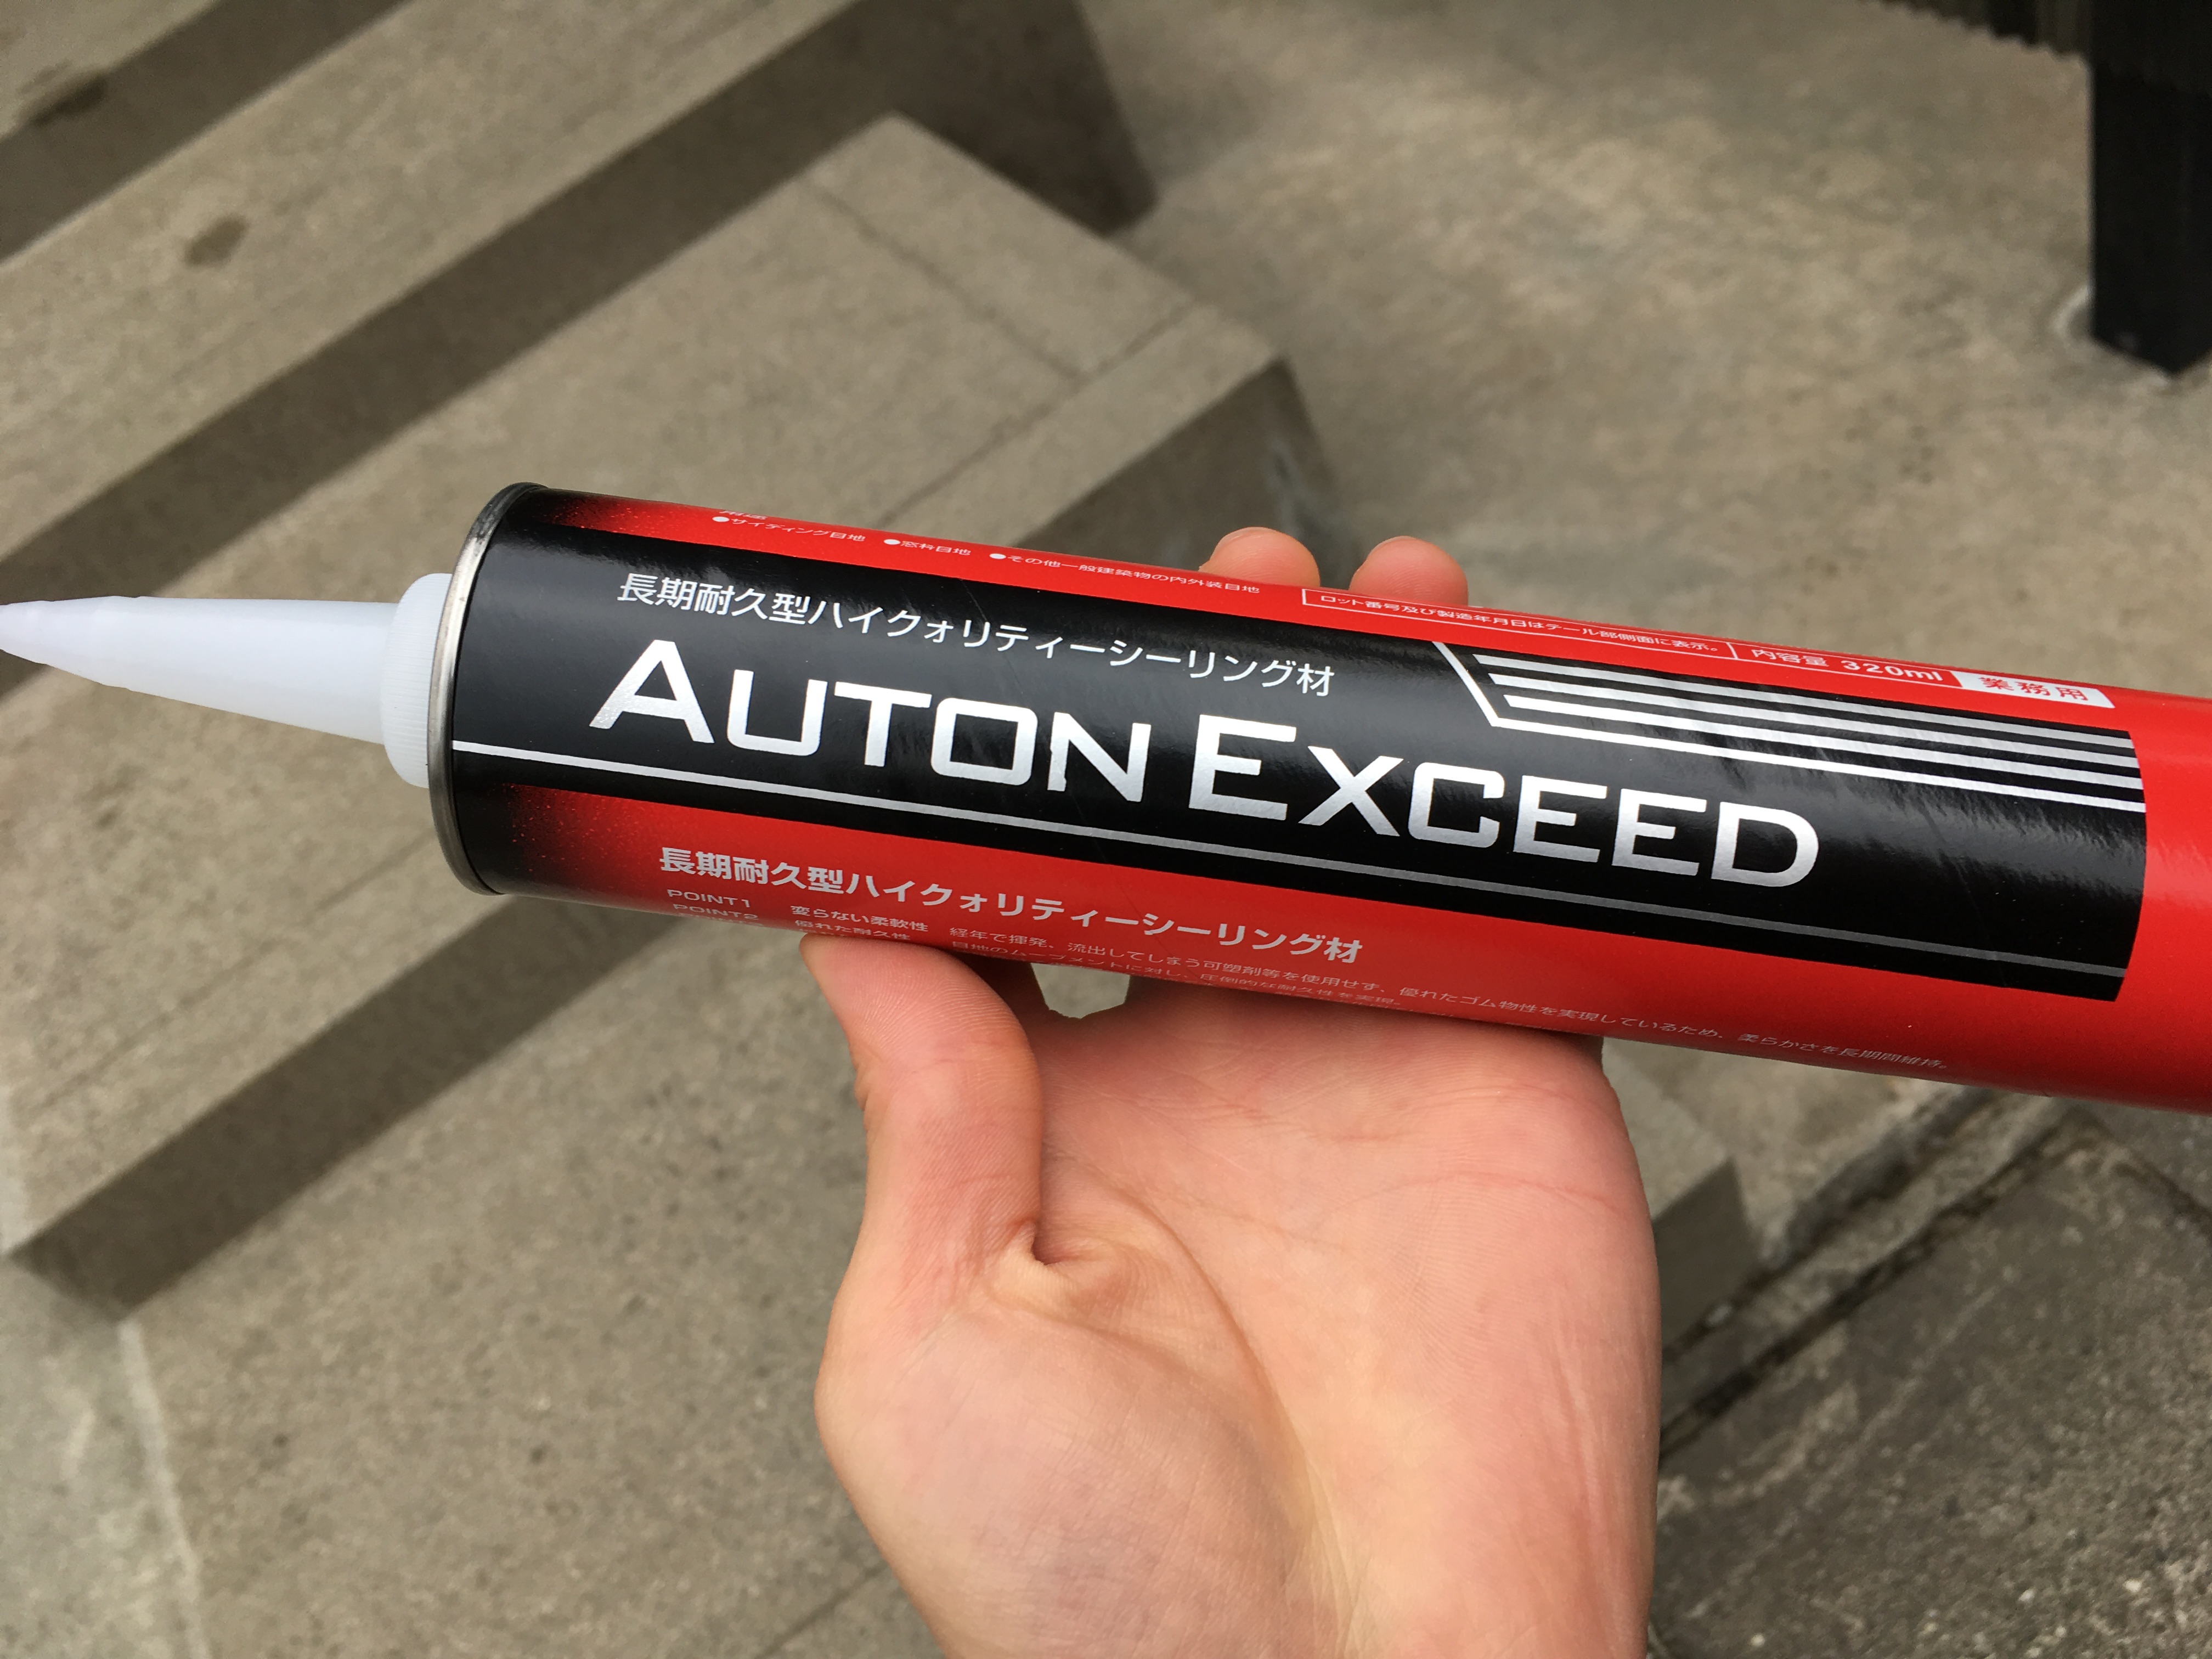 ●サイディング目地 ●窓枠目地 ●その他一般建築物の内外装目地
ロット番号及び製造年月日はテール部側面に表示。 内容量 320ml 業務用
長期耐久型ハイクォリティーシーリング材
AUTON EXCEED
長期耐久型ハイクォリティーシーリング材
POINT1 変らない柔軟性 経年で揮発、流出してしまう可塑剤等を使用せず、優れたゴム物性を実現しているため、柔らかさを長期間維持。
POINT2 優れた耐久性 目地のムーブメントに対し、圧倒的な耐久性を実現。